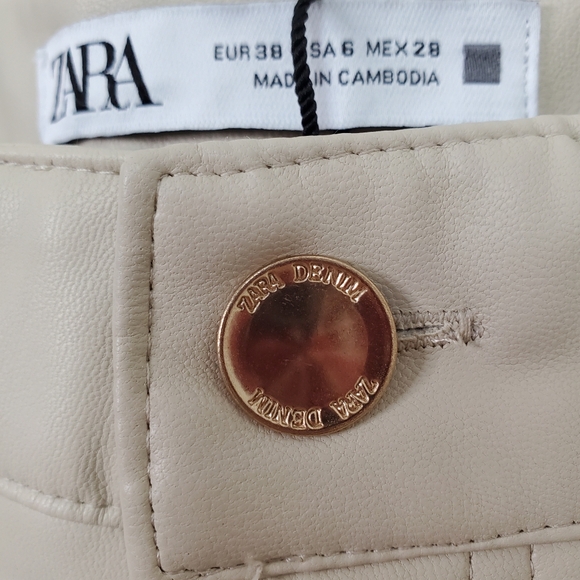 ZARA
EUR 38 USA 6 MEX 28
MADE IN CAMBODIA
ZARA DENIM
ZARA DENIM